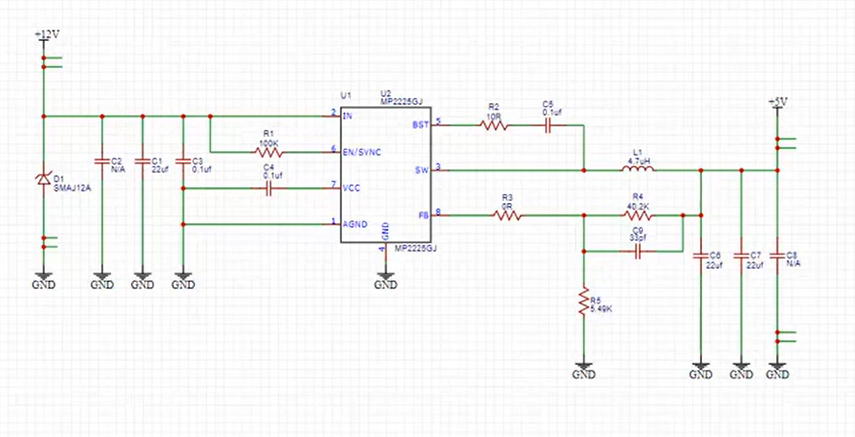 +12V
D1
SMAJ12A
GND
C2
N/A
GND
C1
22uf
GND
C3
0.1uf
GND
R1
100K
C4
0.1uf
U1
U2
MP2225GJ
2
IN
6
EN/SYNC
7
VCC
1
AGND
BST
5
SW
3
FB
8
GND
4
MP2225GJ
GND
R2
10R
C5
0.1uf
L1
4.7uH
R3
0R
R4
40.2K
C9
33pf
R5
5.49K
GND
C6
22uf
GND
C7
22uf
GND
+5V
C8
N/A
GND